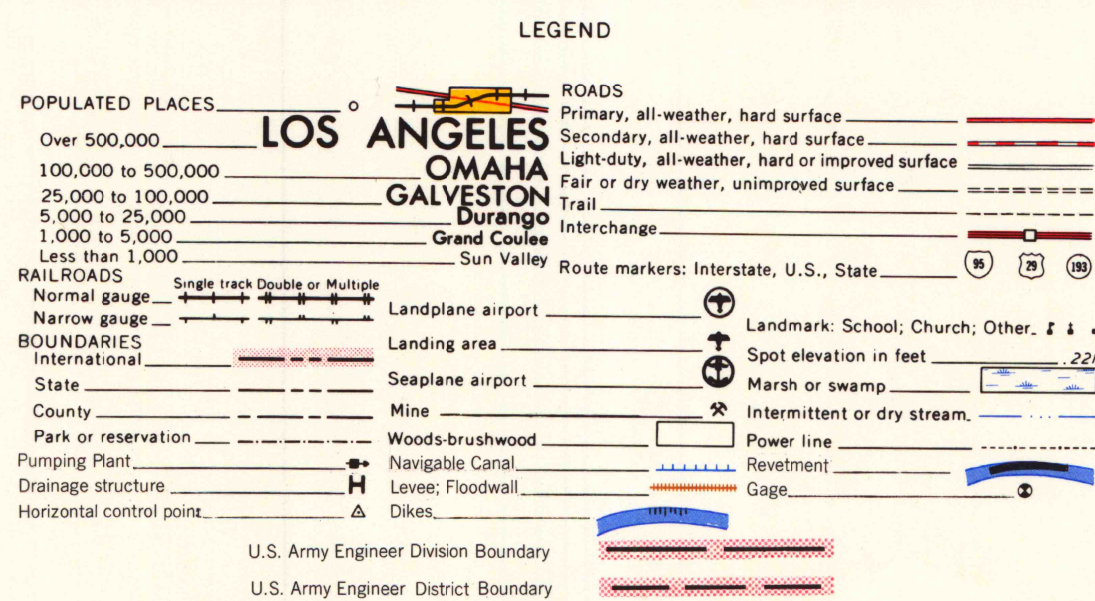 LEGEND
POPULATED PLACES
Over 500,000 LOS ANGELES
100,000 to 500,000 OMAHA
25,000 to 100,000 GALVESTON
5,000 to 25,000 Durango
1,000 to 5,000 Grand Coulee
Less than 1,000 Sun Valley
RAILROADS
Single track Double or Multiple
Normal gauge
Narrow gauge
BOUNDARIES
International
State
County
Park or reservation
Pumping Plant
Drainage structure
Horizontal control point
ROADS
Primary, all-weather, hard surface
Secondary, all-weather, hard surface
Light-duty, all-weather, hard or improved surface
Fair or dry weather, unimproved surface
Trail
Interchange
Route markers: Interstate, U.S., State 95 29 193
Landplane airport
Landing area
Seaplane airport
Mine
Woods-brushwood
Navigable Canal
Levee; Floodwall
Dikes
Landmark: School; Church; Other
Spot elevation in feet
Marsh or swamp
Intermittent or dry stream
Power line
Revetment
Gage
U.S. Army Engineer Division Boundary
U.S. Army Engineer District Boundary